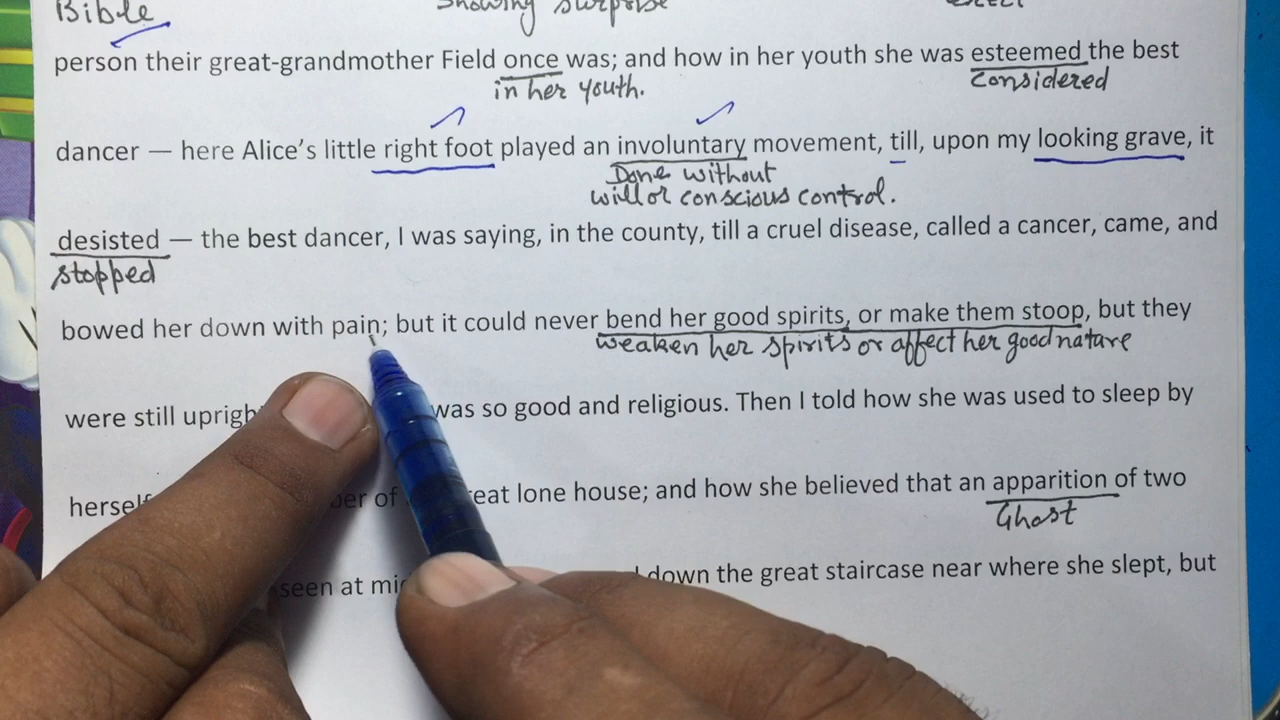 Bible Showing surprise
person their great-grandmother Field once was; and how in her youth she was esteemed the best
in her youth. Considered
dancer — here Alice's little right foot played an involuntary movement, till, upon my looking grave, it
Done without
will or conscious control.
desisted — the best dancer, I was saying, in the county, till a cruel disease, called a cancer, came, and
stopped
bowed her down with pain; but it could never bend her good spirits, or make them stoop, but they
weaken her spirits or affect her good nature
were still upright was so good and religious. Then I told how she was used to sleep by
herself of great lone house; and how she believed that an apparition of two
Ghost
seen at down the great staircase near where she slept, but